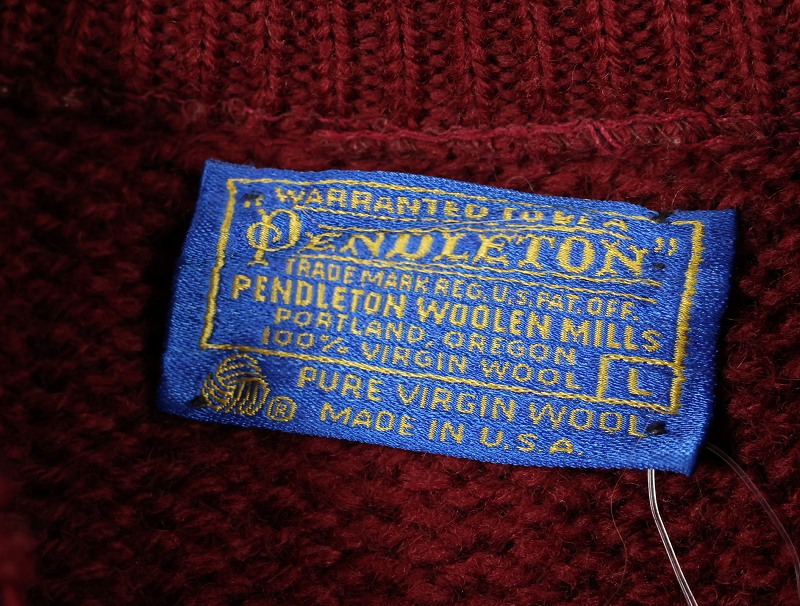 "WARRANTED TO BE A
PENDLETON"
TRADE MARK REG. U.S. PAT. OFF.
PENDLETON WOOLEN MILLS
PORTLAND, OREGON
100% VIRGIN WOOL L
PURE VIRGIN WOOL
® MADE IN U.S.A.